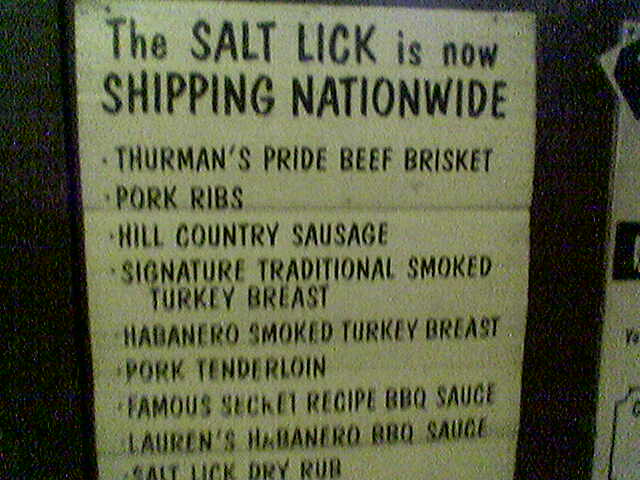 The SALT LICK is now
SHIPPING NATIONWIDE
· THURMAN'S PRIDE BEEF BRISKET
· PORK RIBS
· HILL COUNTRY SAUSAGE
· SIGNATURE TRADITIONAL SMOKED
TURKEY BREAST
· HABANERO SMOKED TURKEY BREAST
· PORK TENDERLOIN
· FAMOUS SECRET RECIPE BBQ SAUCE
· LAUREN'S HABANERO BBQ SAUCE
· SALT LICK DRY RUB